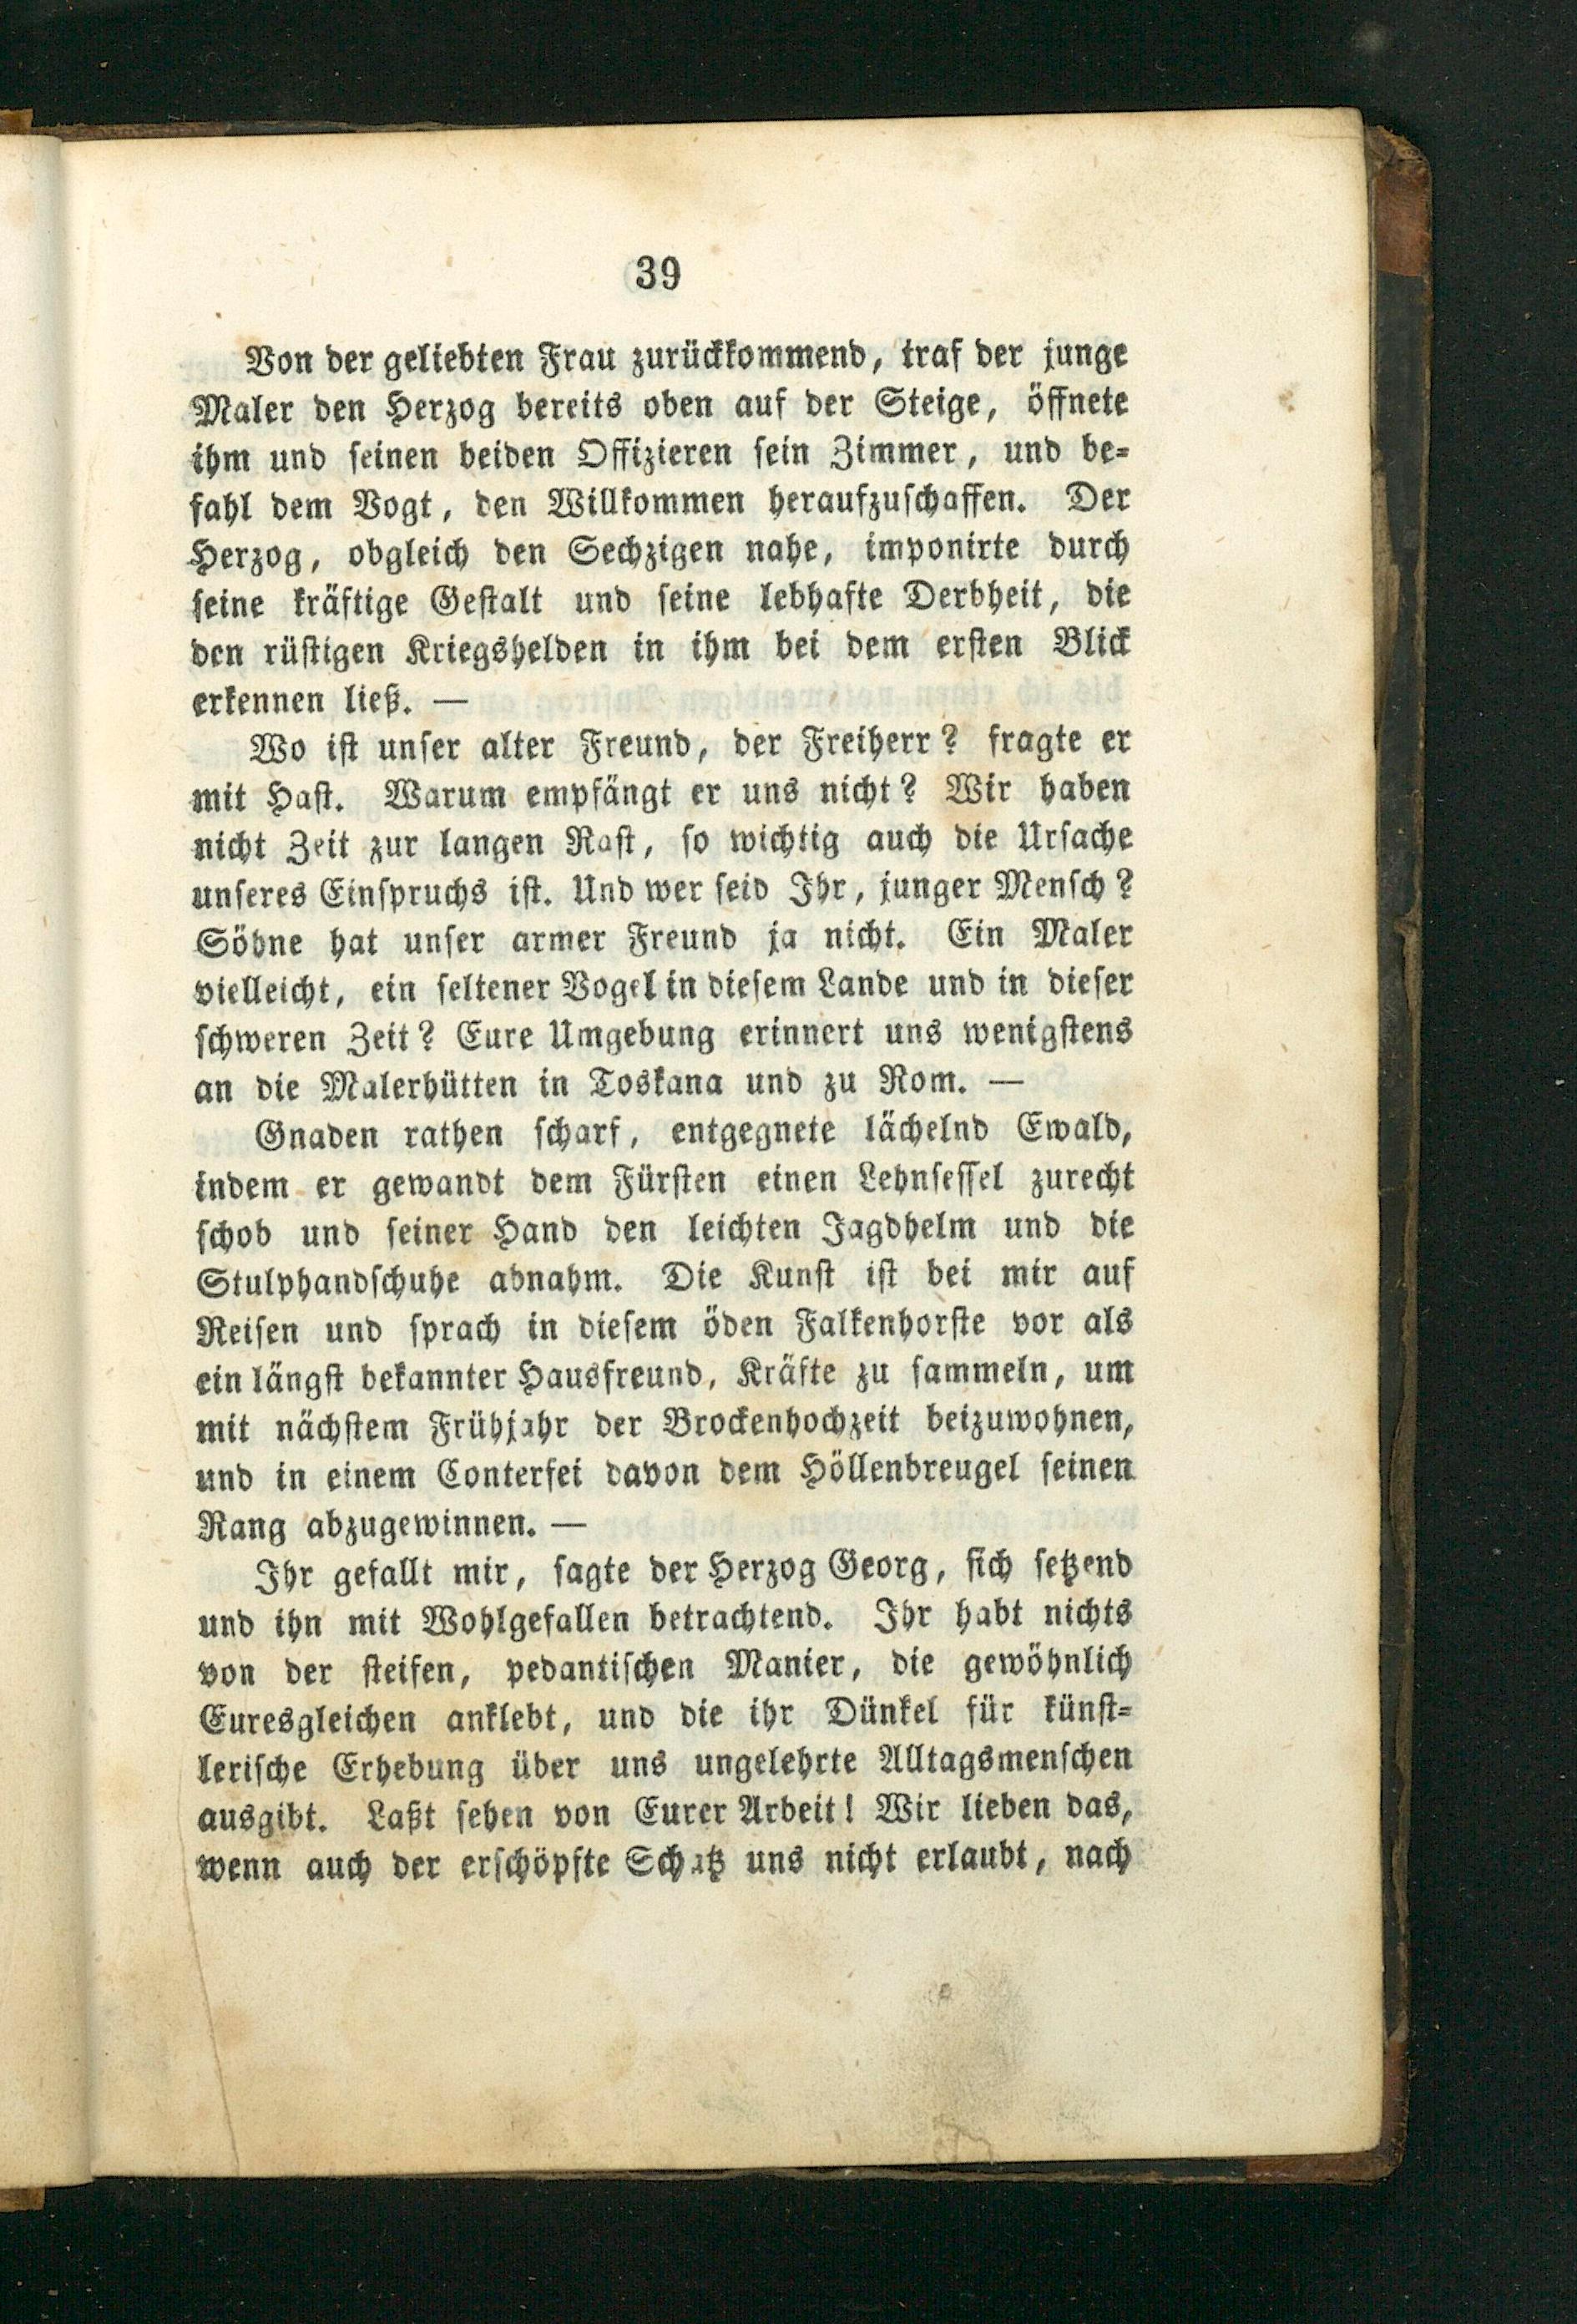 39
Von der geliebten Frau zurückkommend, traf der junge
Maler den Herzog bereits oben auf der Steige, öffnete
ihm und seinen beiden Offizieren sein Zimmer, und be-
fahl dem Vogt, den Willkommen heraufzuschaffen. Der
Herzog, obgleich den Sechzigen nahe, imponirte durch
seine kräftige Gestalt und seine lebhafte Derbheit, die
den rüstigen Kriegshelden in ihm bei dem ersten Blick
erkennen ließ. —
Wo ist unser alter Freund, der Freiherr? fragte er
mit Hast. Warum empfängt er uns nicht? Wir haben
nicht Zeit zur langen Rast, so wichtig auch die Ursache
unseres Einspruchs ist. Und wer seid Ihr, junger Mensch?
Söhne hat unser armer Freund ja nicht. Ein Maler
vielleicht, ein seltener Vogel in diesem Lande und in dieser
schweren Zeit? Eure Umgebung erinnert uns wenigstens
an die Malerhütten in Toskana und zu Rom. —
Gnaden rathen scharf, entgegnete lächelnd Ewald,
indem er gewandt dem Fürsten einen Lehnsessel zurecht
schob und seiner Hand den leichten Jagdhelm und die
Stulphandschuhe abnahm. Die Kunst ist bei mir auf
Reisen und sprach in diesem öden Falkenhorste vor als
ein längst bekannter Hausfreund, Kräfte zu sammeln, um
mit nächstem Frühjahr der Brockenhochzeit beizuwohnen,
und in einem Conterfei davon dem Höllenbreugel seinen
Rang abzugewinnen. —
Ihr gefallt mir, sagte der Herzog Georg, sich setzend
und ihn mit Wohlgefallen betrachtend. Ihr habt nichts
von der steifen, pedantischen Manier, die gewöhnlich
Euresgleichen anklebt, und die ihr Dünkel für künst-
lerische Erhebung über uns ungelehrte Alltagsmenschen
ausgibt. Laßt sehen von Eurer Arbeit! Wir lieben das,
wenn auch der erschöpfte Schatz uns nicht erlaubt, nach